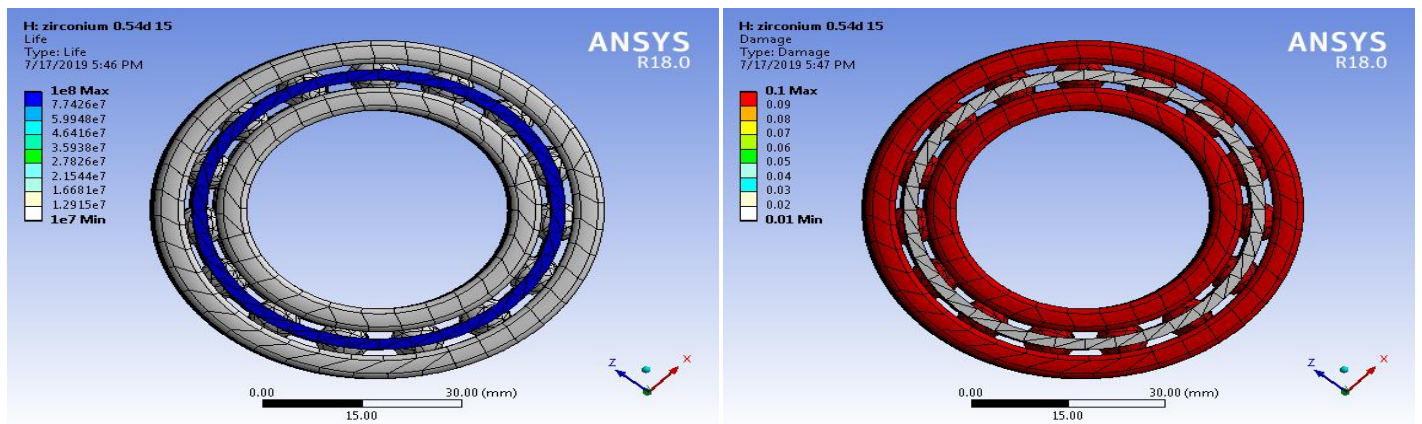 H: zirconium 0.54d 15
Life
Type: Life
7/17/2019 5:46 PM
ANSYS
R18.0
1e8 Max
7.7426e7
5.9948e7
4.6416e7
3.5938e7
2.7826e7
2.1544e7
1.6681e7
1.2915e7
1e7 Min
Z
X
0.00
30.00 (mm)
15.00
H: zirconium 0.54d 15
Damage
Type: Damage
7/17/2019 5:47 PM
ANSYS
R18.0
0.1 Max
0.09
0.08
0.07
0.06
0.05
0.04
0.03
0.02
0.01 Min
Z
X
0.00
30.00 (mm)
15.00